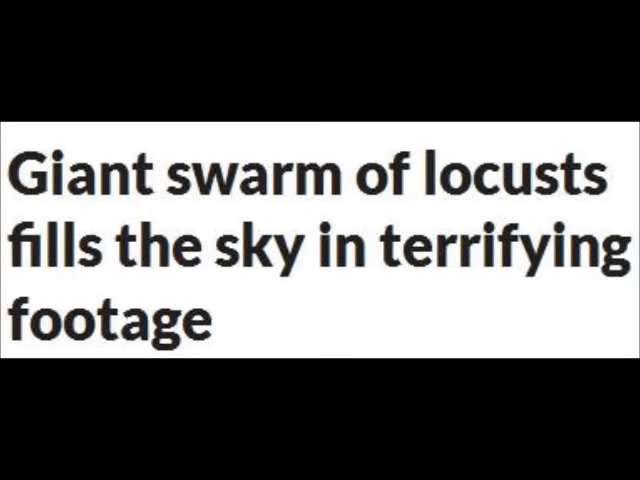 Giant swarm of locusts
fills the sky in terrifying
footage